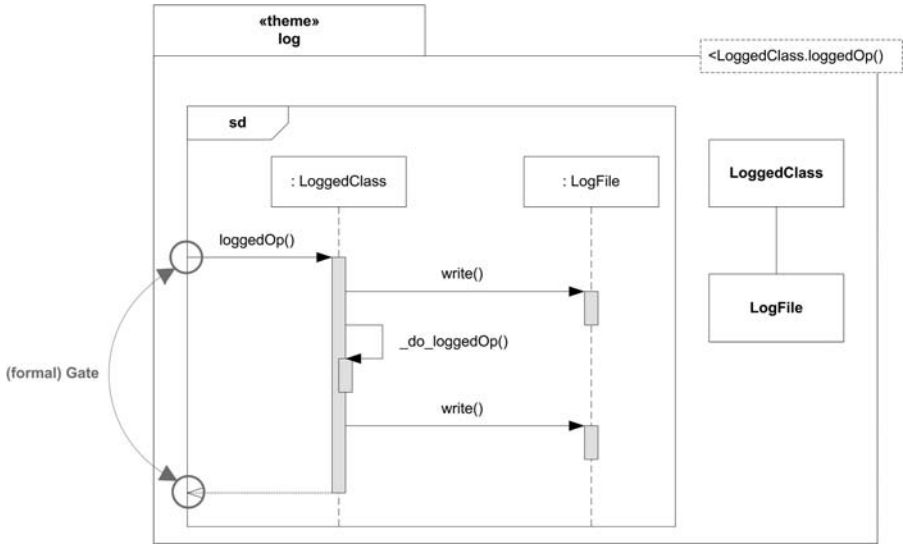 «theme»
log
<LoggedClass.loggedOp()
sd
: LoggedClass
: LogFile
LoggedClass
loggedOp()
write()
LogFile
_do_loggedOp()
(formal) Gate
write()